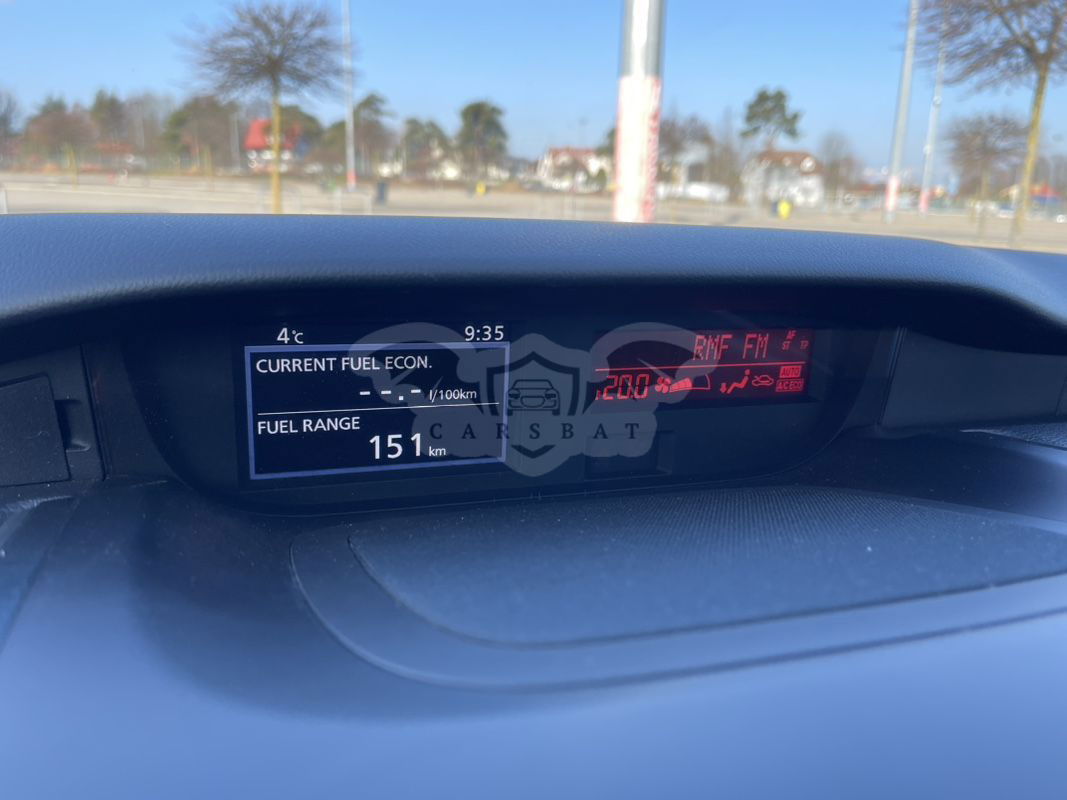 4°C 9:35
CURRENT FUEL ECON.
--.- l/100km
FUEL RANGE
151 km
RMF FM
AF
ST TP
20.0
AUTO
A/C ECO
CARSBAT